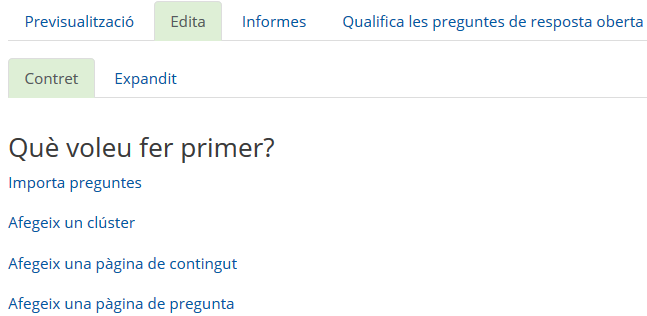 Previsualització Edita Informes Qualifica les preguntes de resposta oberta
Contret Expandit
Què voleu fer primer?
Importa preguntes
Afegeix un clúster
Afegeix una pàgina de contingut
Afegeix una pàgina de pregunta